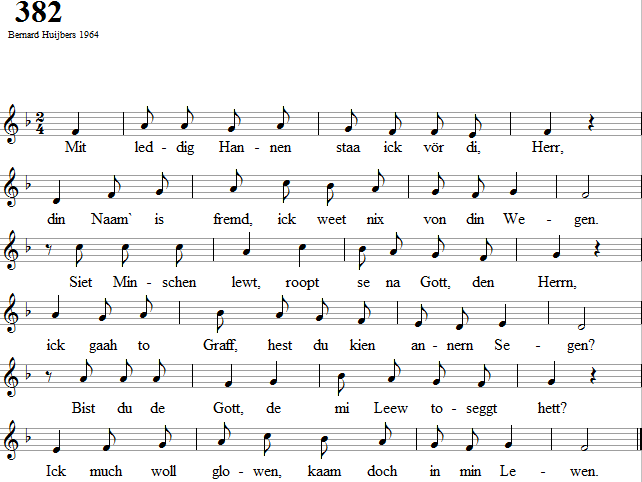 382
Bernard Huijbers 1964
2
4
Mit led - dig Han - nen staa ick vör di, Herr,
din Naam` is fremd, ick weet nix von din We - gen.
Siet Min - schen lewt, roopt se na Gott, den Herrn,
ick gaah to Graff, hest du kien an - nern Se - gen?
Bist du de Gott, de mi Leew to - seggt hett?
Ick much woll glo - wen, kaam doch in min Le - wen.